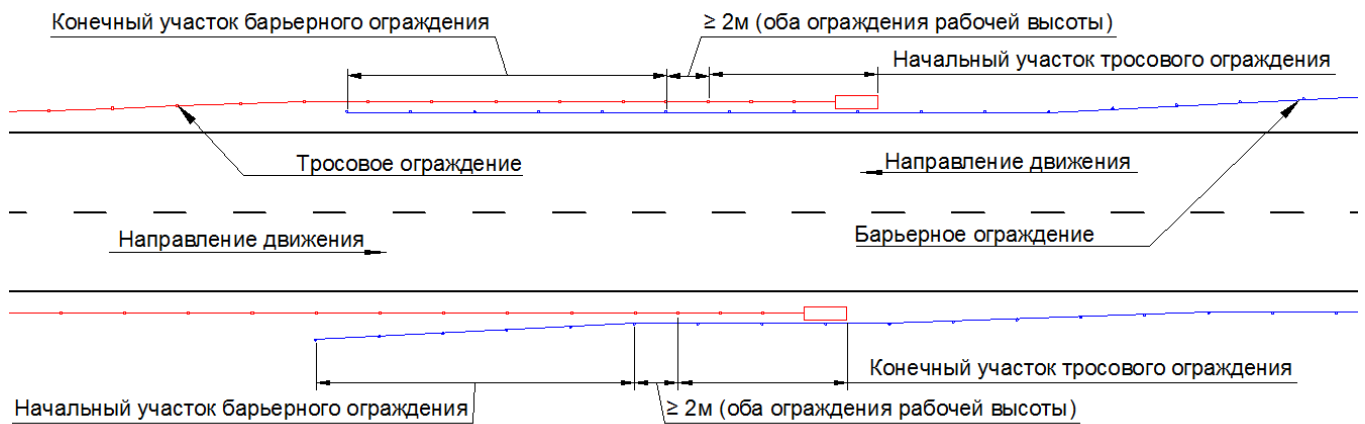 Конечный участок барьерного ограждения
≥ 2м (оба ограждения рабочей высоты)
Начальный участок тросового ограждения
Тросовое ограждение
Направление движения
Направление движения
Барьерное ограждение
Конечный участок тросового ограждения
Начальный участок барьерного ограждения
≥ 2м (оба ограждения рабочей высоты)